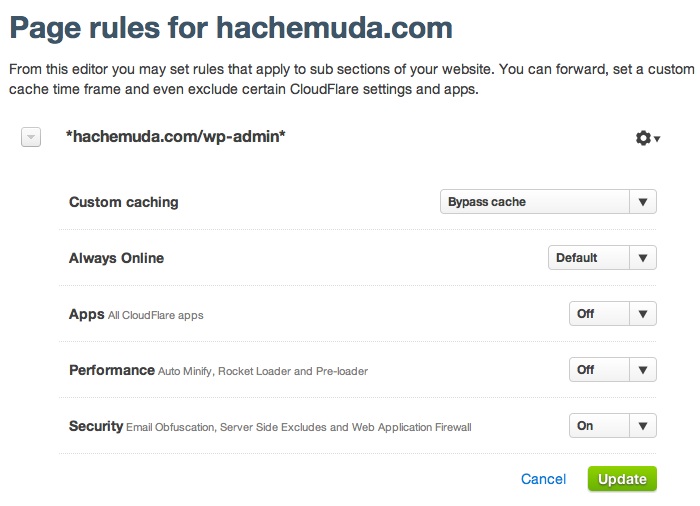 Page rules for hachemuda.com
From this editor you may set rules that apply to sub sections of your website. You can forward, set a custom
cache time frame and even exclude certain CloudFlare settings and apps.
*hachemuda.com/wp-admin*
Custom caching Bypass cache
Always Online Default
Apps All CloudFlare apps Off
Performance Auto Minify, Rocket Loader and Pre-loader Off
Security Email Obfuscation, Server Side Excludes and Web Application Firewall On
Cancel Update